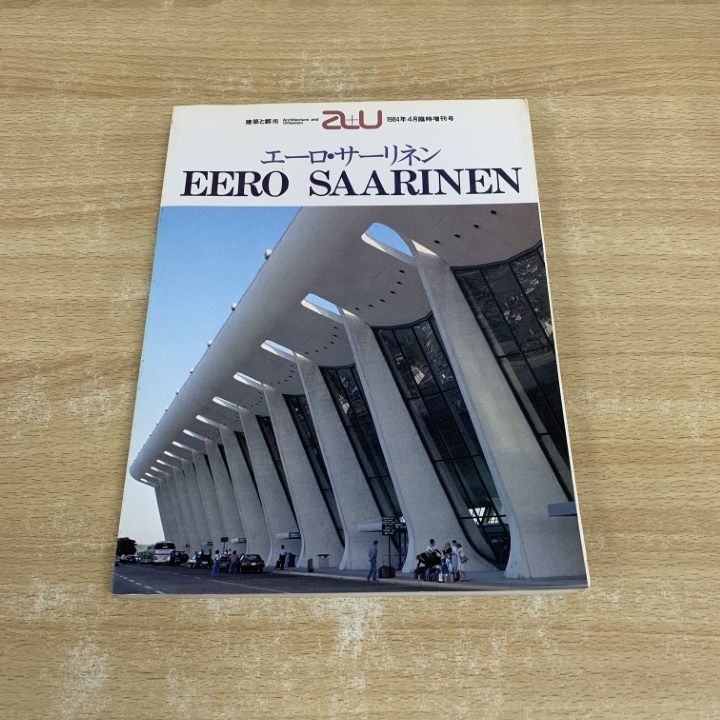 建築と都市 Architecture and Urbanism a+u 1984年4月臨時増刊号
エーロ・サーリネン
EERO SAARINEN